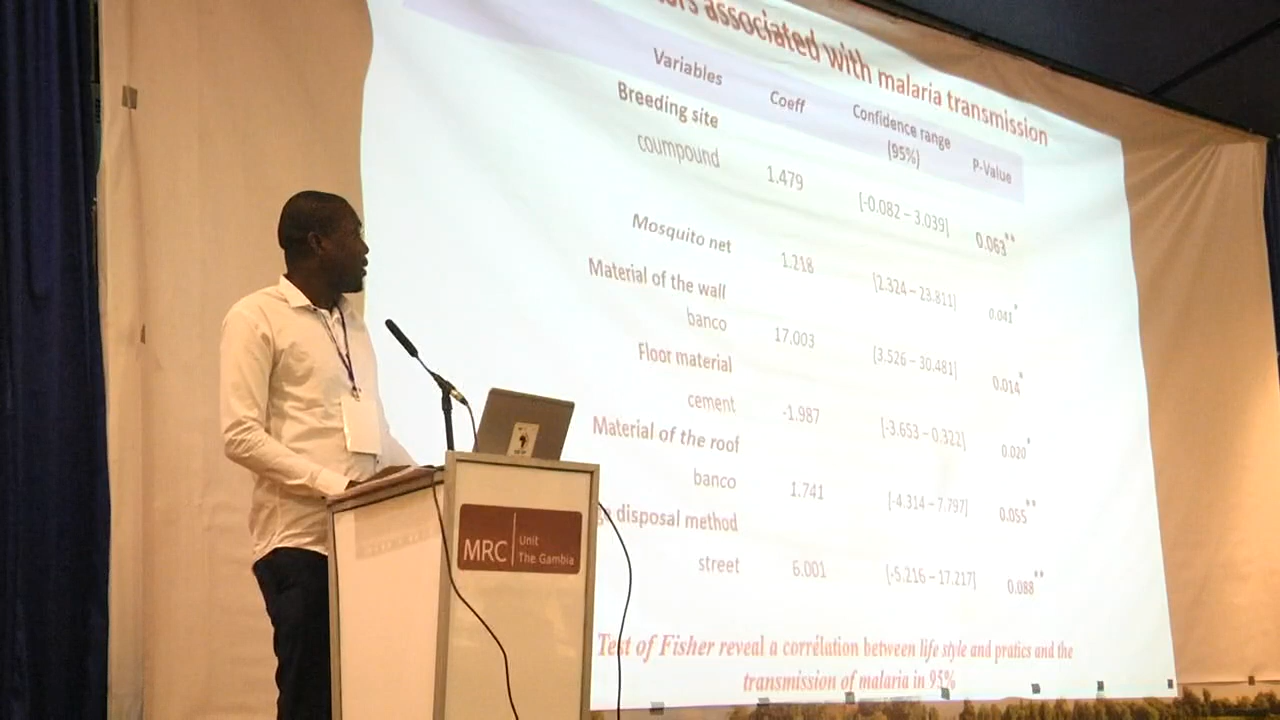 associated with malaria transmission
Variables Coeff Confidence range (95%) P-Value
Breeding site
coumpound 1.479 [-0.082 – 3.039] 0.063**
Mosquito net 1.218 [2.324 – 23.811] 0.041*
Material of the wall
banco 17.003 [3.526 – 30.481] 0.014*
Floor material
cement -1.987 [-3.653 – 0.322] 0.020*
Material of the roof
banco 1.741 [-4.314 – 7.797] 0.055**
disposal method
street 6.001 [-5.216 – 17.217] 0.088**
Test of Fisher reveal a corrélation between life style and pratics and the
transmission of malaria in 95%
MRC Unit
The Gambia